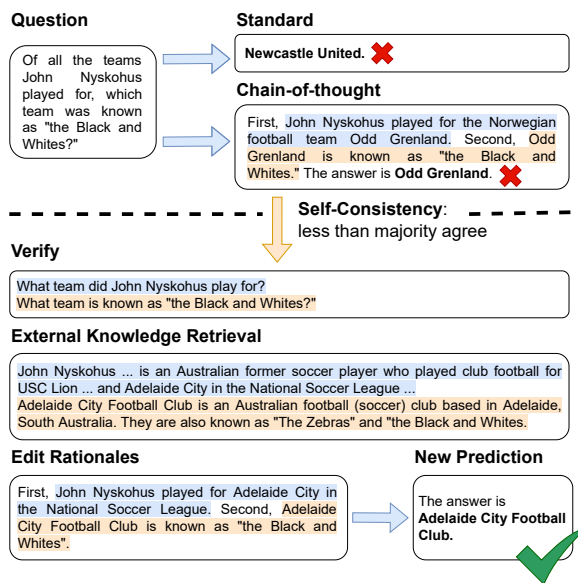 Question
Of all the teams
John Nyskohus
played for, which
team was known
as "the Black and
Whites?"
Standard
Newcastle United.
Chain-of-thought
First, John Nyskohus played for the Norwegian
football team Odd Grenland. Second, Odd
Grenland is known as "the Black and
Whites." The answer is Odd Grenland.
Self-Consistency:
less than majority agree
Verify
What team did John Nyskohus play for?
What team is known as "the Black and Whites?"
External Knowledge Retrieval
John Nyskohus ... is an Australian former soccer player who played club football for
USC Lion ... and Adelaide City in the National Soccer League ...
Adelaide City Football Club is an Australian football (soccer) club based in Adelaide,
South Australia. They are also known as "The Zebras" and "the Black and Whites.
Edit Rationales
First, John Nyskohus played for Adelaide City in
the National Soccer League. Second, Adelaide
City Football Club is known as "the Black and
Whites".
New Prediction
The answer is
Adelaide City Football
Club.